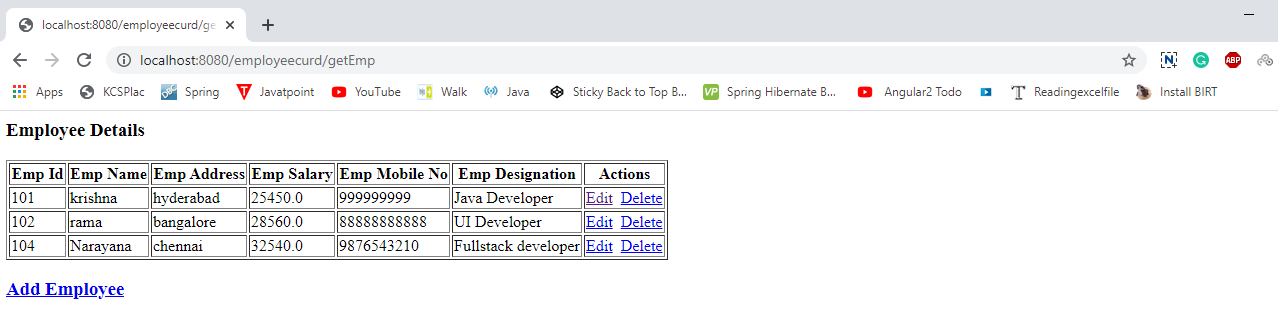 localhost:8080/employeecurd/ge
localhost:8080/employeecurd/getEmp
Apps KCSPlac Spring Javatpoint YouTube Walk Java Sticky Back to Top B... VP Spring Hibernate B... Angular2 Todo Readingexcelfile Install BIRT
Employee Details
Emp Id Emp Name Emp Address Emp Salary Emp Mobile No Emp Designation Actions
101 krishna hyderabad 25450.0 999999999 Java Developer Edit Delete
102 rama bangalore 28560.0 88888888888 UI Developer Edit Delete
104 Narayana chennai 32540.0 9876543210 Fullstack developer Edit Delete
Add Employee